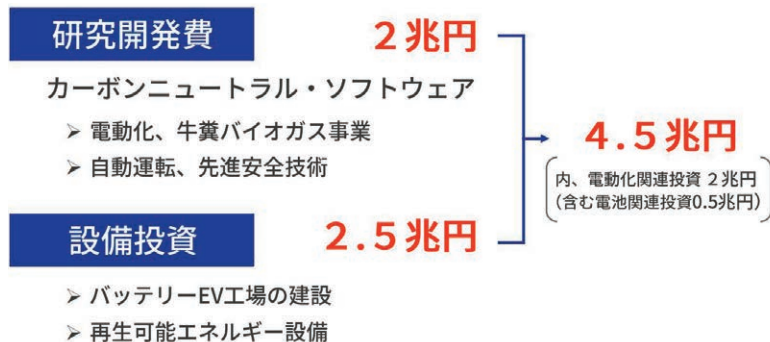 研究開発費
2兆円
カーボンニュートラル・ソフトウェア
➢ 電動化、牛糞バイオガス事業
➢ 自動運転、先進安全技術
4.5兆円
内、電動化関連投資 2兆円
(含む電池関連投資0.5兆円)
設備投資
2.5兆円
➢ バッテリーEV工場の建設
➢ 再生可能エネルギー設備